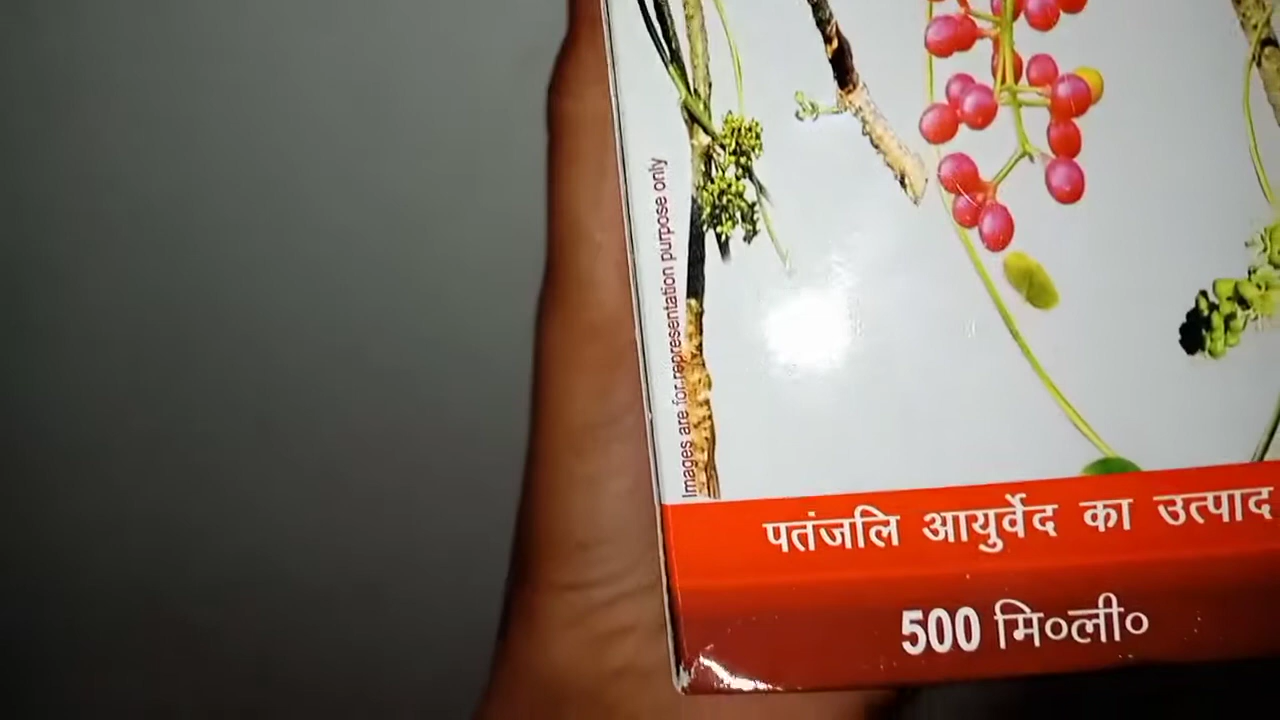 Images are for representation purpose only
पतंजलि आयुर्वेद का उत्पाद
500 मि०ली०